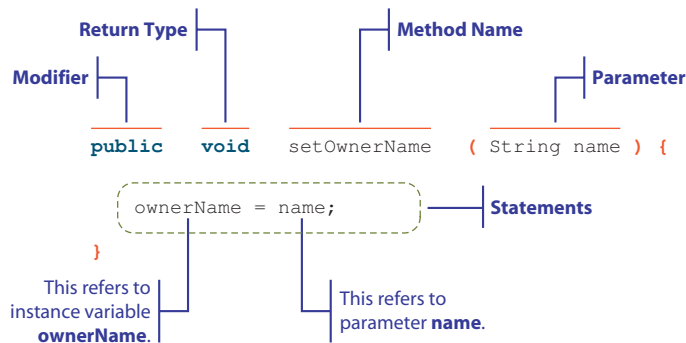 Return Type
Method Name
Modifier
Parameter
public void setOwnerName ( String name ) {
ownerName = name;
Statements
}
This refers to
instance variable
ownerName.
This refers to
parameter name.